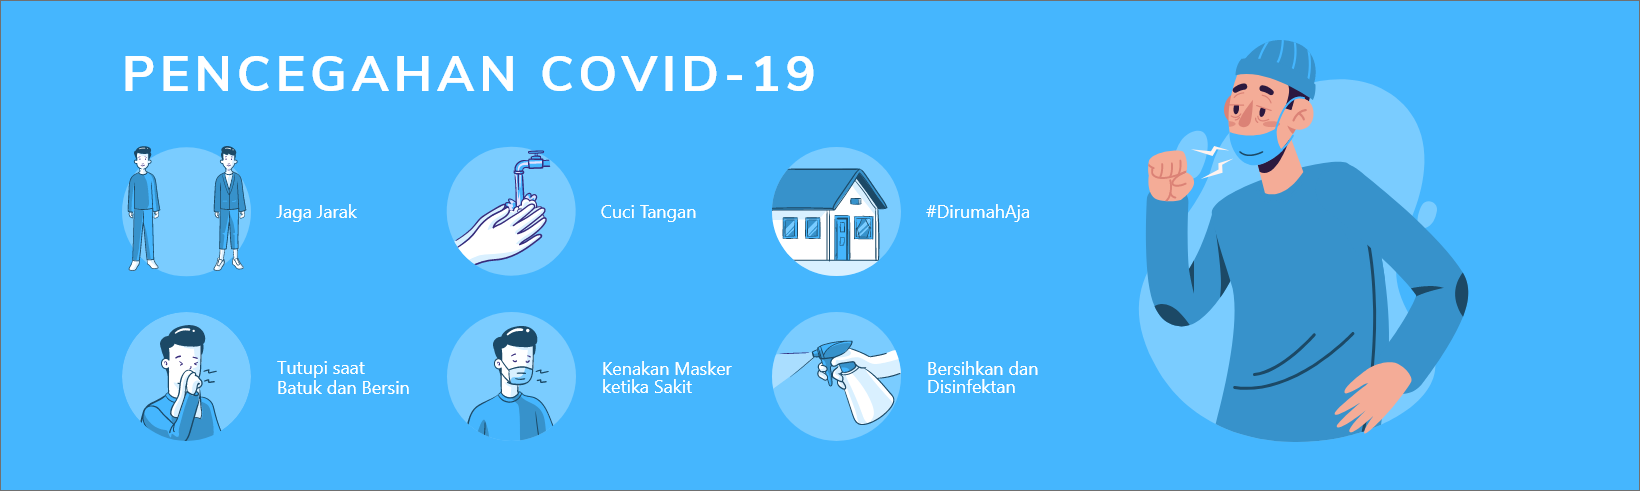 PENCEGAHAN COVID-19
Jaga Jarak
Cuci Tangan
#DirumahAja
Tutupi saat
Batuk dan Bersin
Kenakan Masker
ketika Sakit
Bersihkan dan
Disinfektan